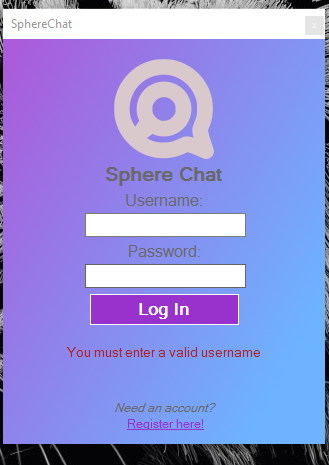 SphereChat
x
Sphere Chat
Username:
Password:
Log In
You must enter a valid username
Need an account?
Register here!